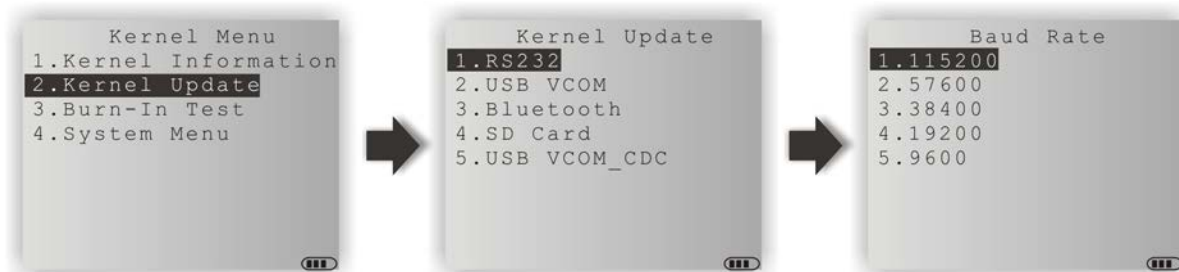 Kernel Menu
1.Kernel Information
2.Kernel Update
3.Burn-In Test
4.System Menu
Kernel Update
1.RS232
2.USB VCOM
3.Bluetooth
4.SD Card
5.USB VCOM_CDC
Baud Rate
1.115200
2.57600
3.38400
4.19200
5.9600